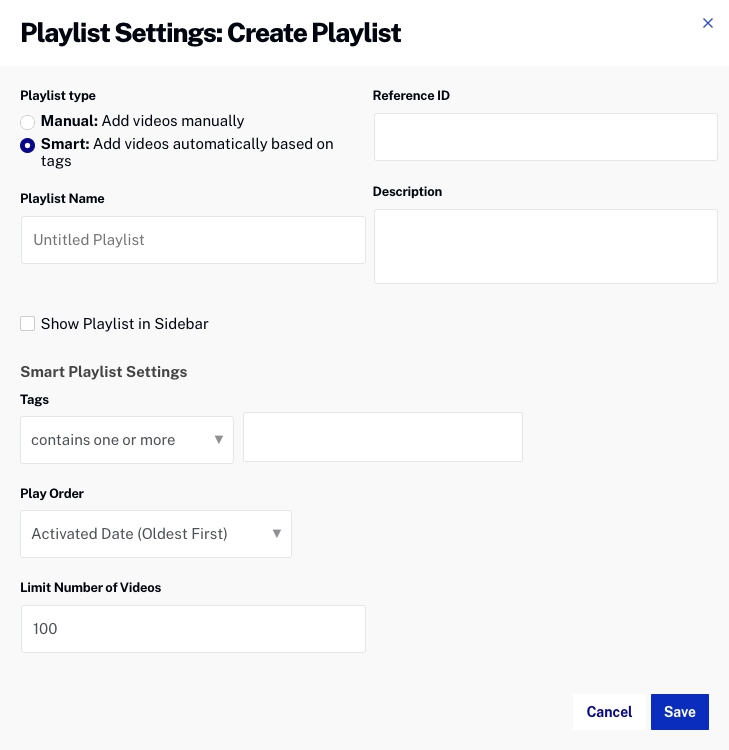 Playlist Settings: Create Playlist
Playlist type
Manual: Add videos manually
Smart: Add videos automatically based on
tags
Playlist Name
Untitled Playlist
Reference ID
Description
Show Playlist in Sidebar
Smart Playlist Settings
Tags
contains one or more
Play Order
Activated Date (Oldest First)
Limit Number of Videos
100
Cancel
Save